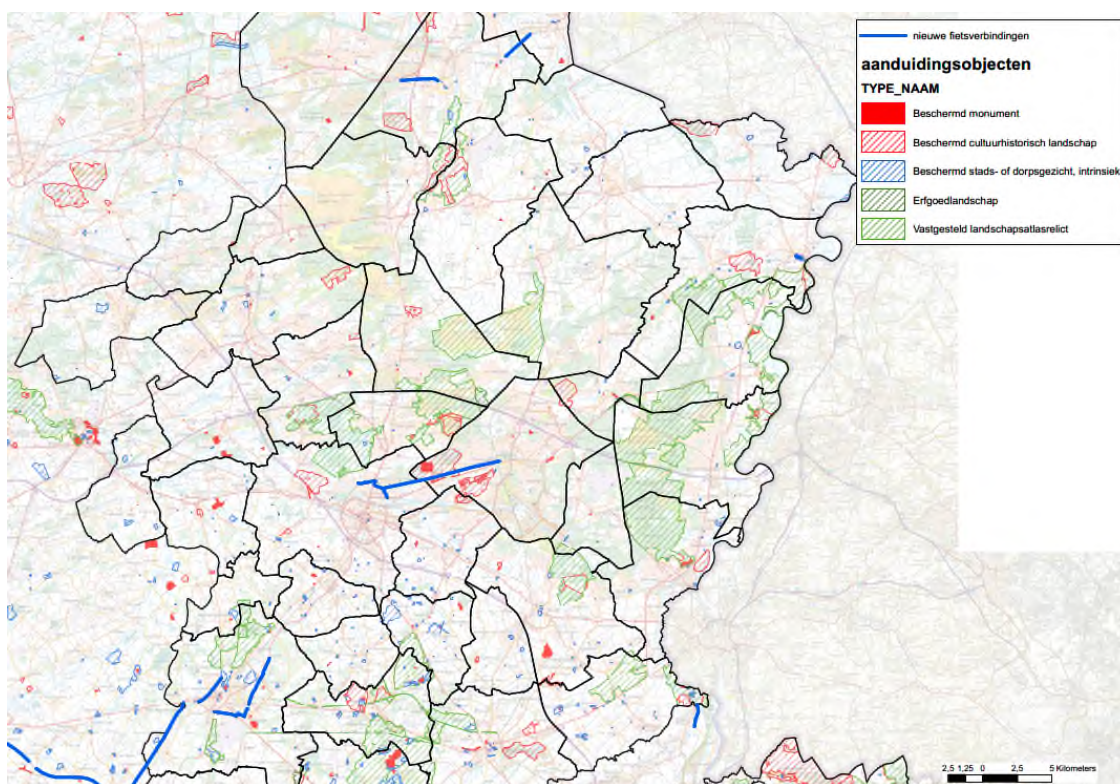 nieuwe fietsverbindingen
aanduidingsobjecten
TYPE_NAAM
Beschermd monument
Beschermd cultuurhistorisch landschap
Beschermd stads- of dorpsgezicht, intrinsiek
Erfgoedlandschap
Vastgesteld landschapsatlasrelict
2,5 1,25 0 2,5 5 Kilometers